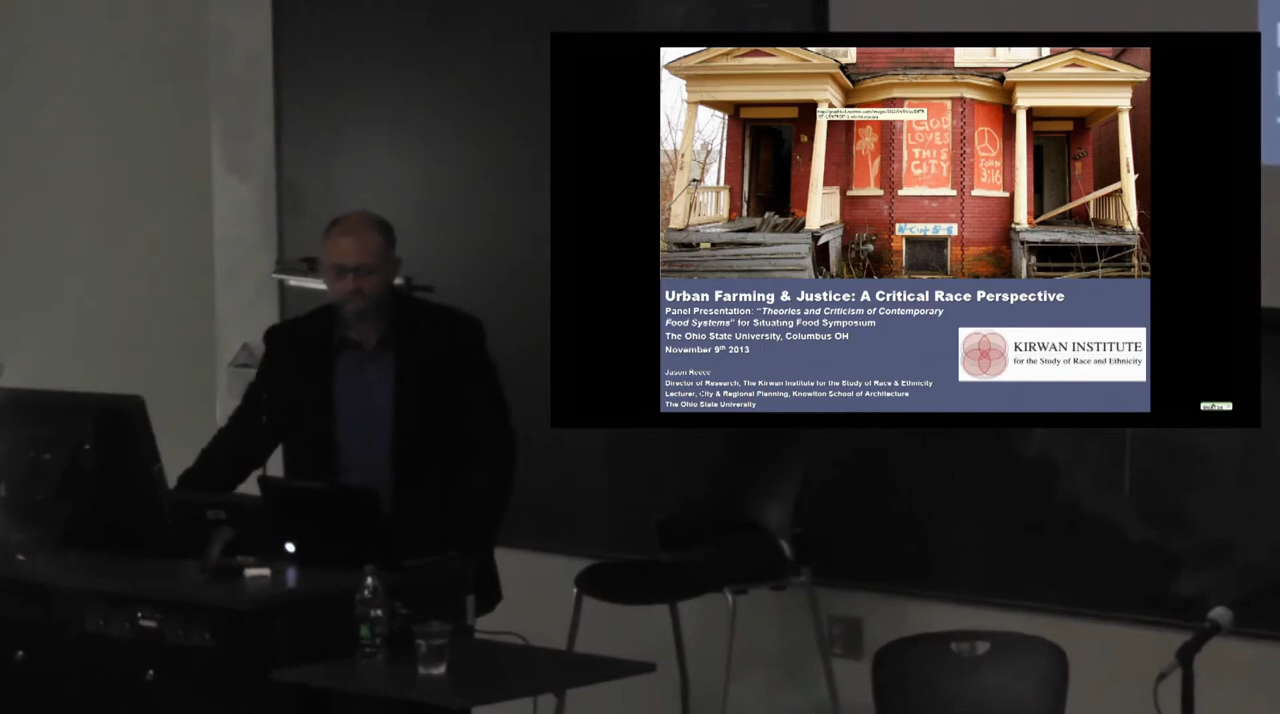 GOD
LOVES
THIS
CITY
JOHN
3:16
Urban Farming & Justice: A Critical Race Perspective
Panel Presentation: “Theories and Criticism of Contemporary
Food Systems” for Situating Food Symposium
The Ohio State University, Columbus OH
November 9th 2013
KIRWAN INSTITUTE
for the Study of Race and Ethnicity
Jason Reece
Director of Research, The Kirwan Institute for the Study of Race & Ethnicity
Lecturer, City & Regional Planning, Knowlton School of Architecture
The Ohio State University